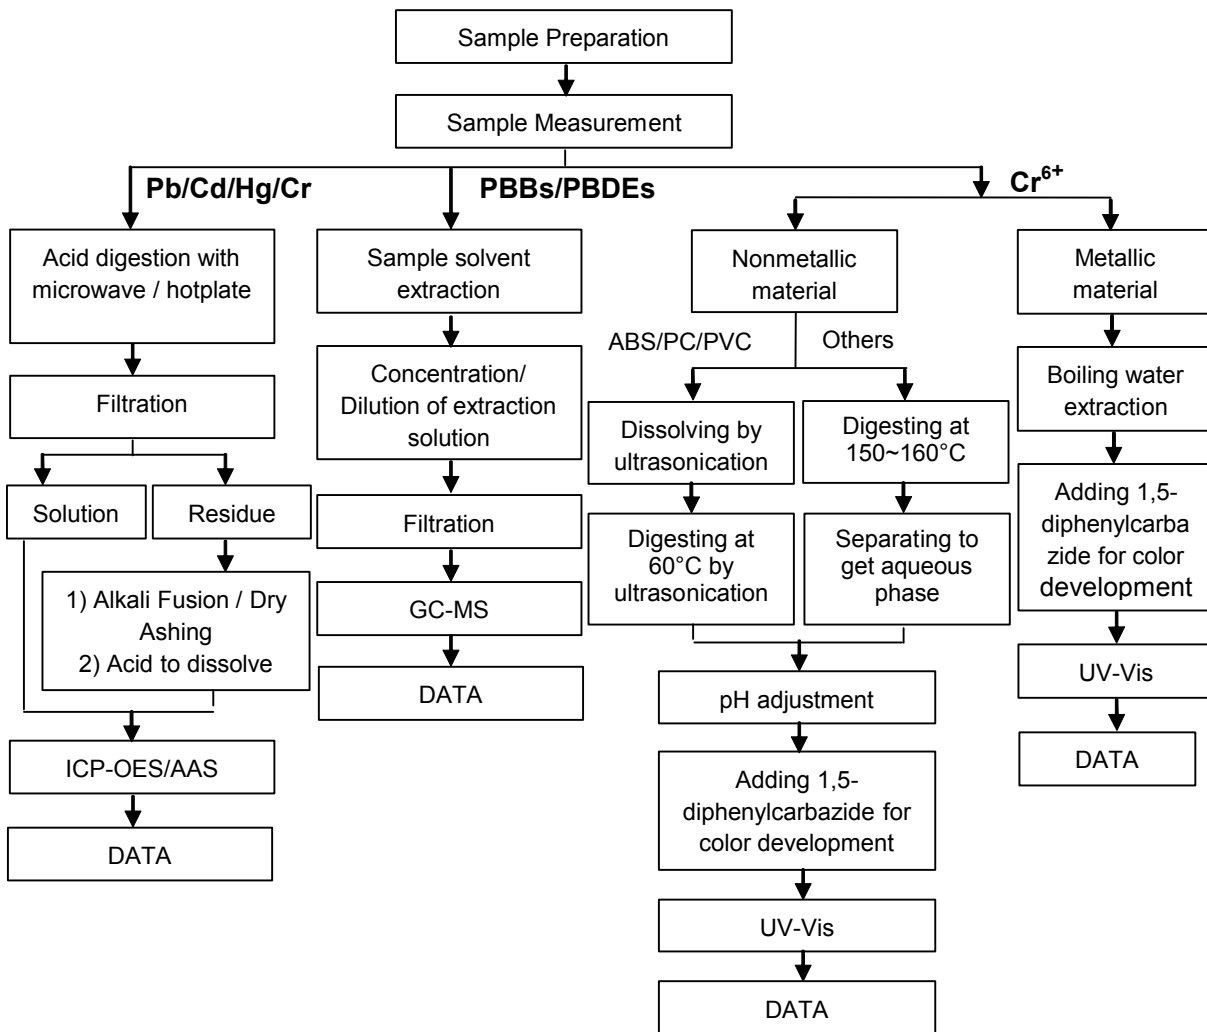 Sample Preparation
Sample Measurement
Pb/Cd/Hg/Cr
PBBs/PBDEs
Cr⁶⁺
Acid digestion with
microwave / hotplate
Filtration
Solution
Residue
1) Alkali Fusion / Dry
Ashing
2) Acid to dissolve
ICP-OES/AAS
DATA
Sample solvent
extraction
Concentration/
Dilution of extraction
solution
Filtration
GC-MS
DATA
Nonmetallic
material
ABS/PC/PVC
Others
Dissolving by
ultrasonication
Digesting at
60°C by
ultrasonication
Digesting at
150~160°C
Separating to
get aqueous
phase
pH adjustment
Adding 1,5-
diphenylcarbazide for
color development
UV-Vis
DATA
Metallic
material
Boiling water
extraction
Adding 1,5-
diphenylcarba
zide for color
development
UV-Vis
DATA